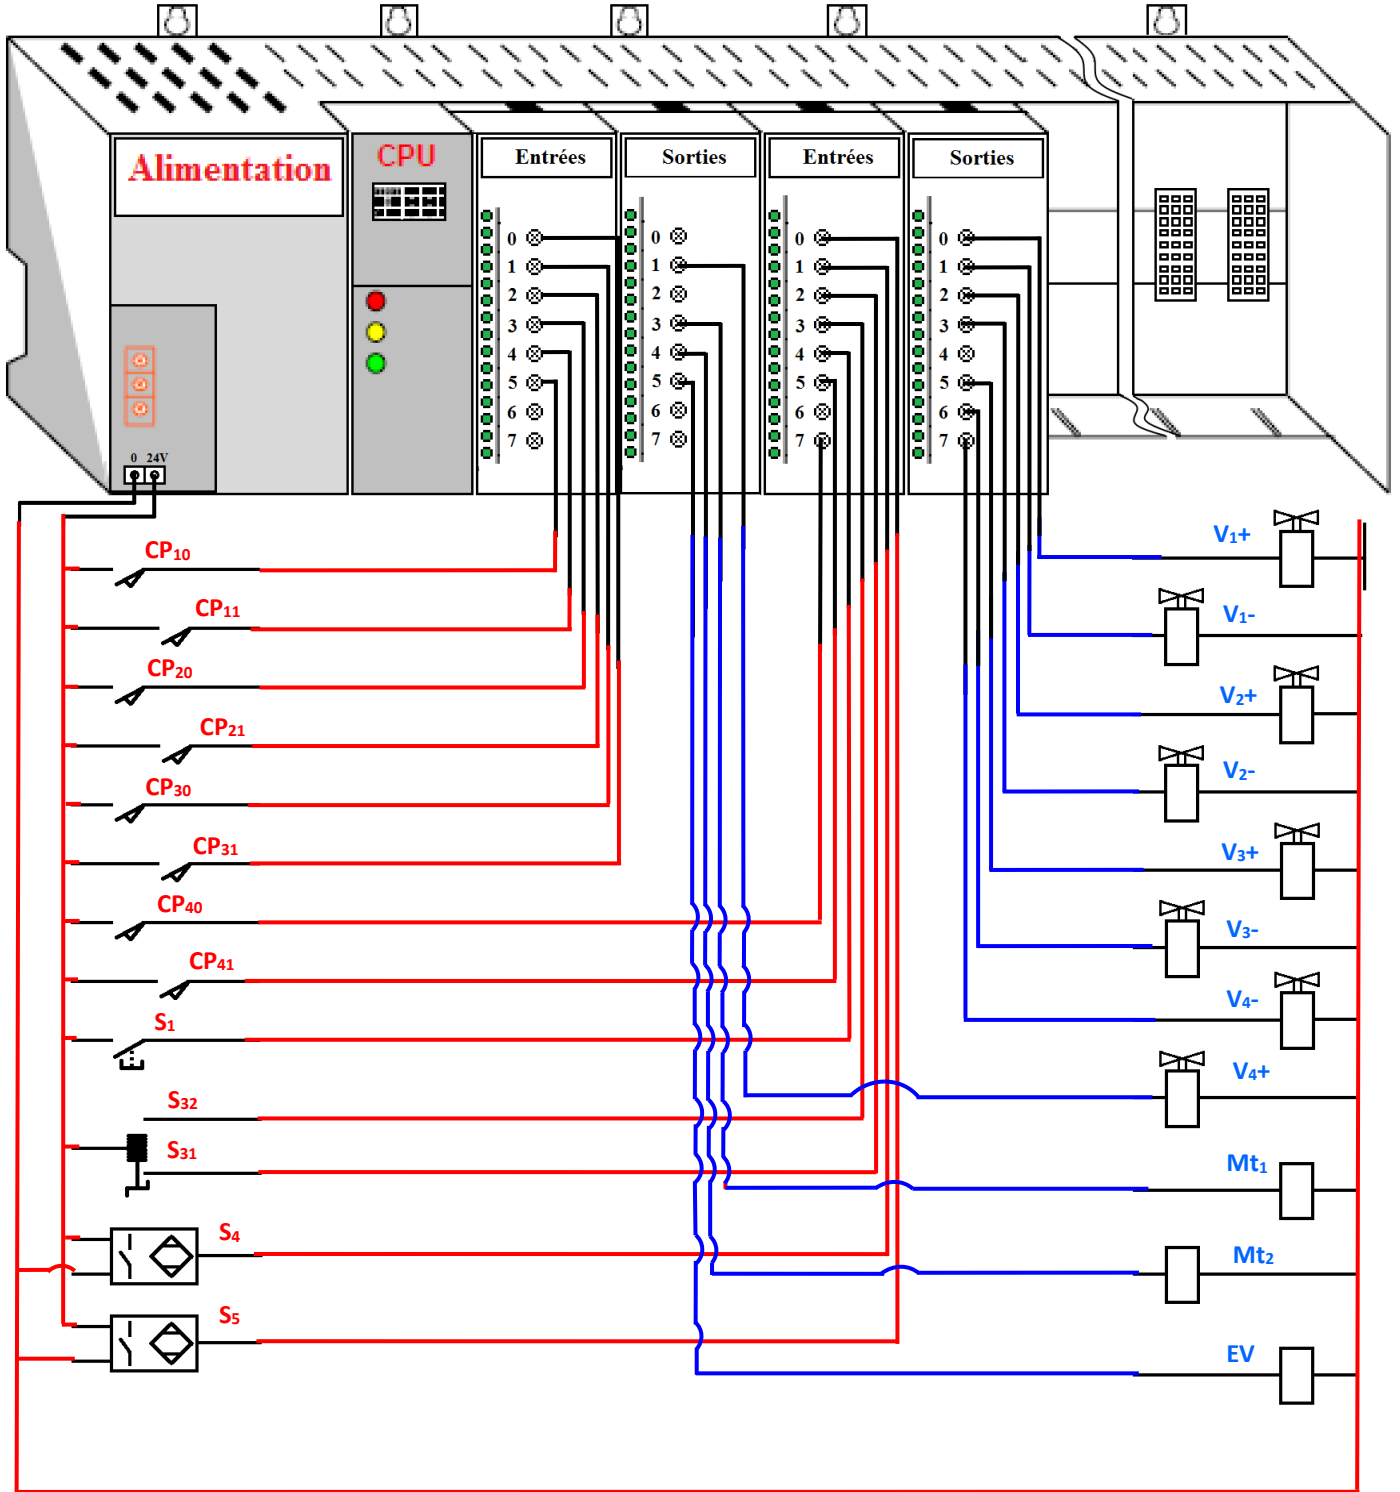 Alimentation
CPU
Entrées
Sorties
Entrées
Sorties
0 0 0 0
1 1 1 1
2 2 2 2
3 3 3 3
4 4 4 4
5 5 5 5
6 6 6 6
7 7 7 7
0 24V
CP10
CP11
CP20
CP21
CP30
CP31
CP40
CP41
S1
S32
S31
S4
S5
V1+
V1-
V2+
V2-
V3+
V3-
V4-
V4+
Mt1
Mt2
EV